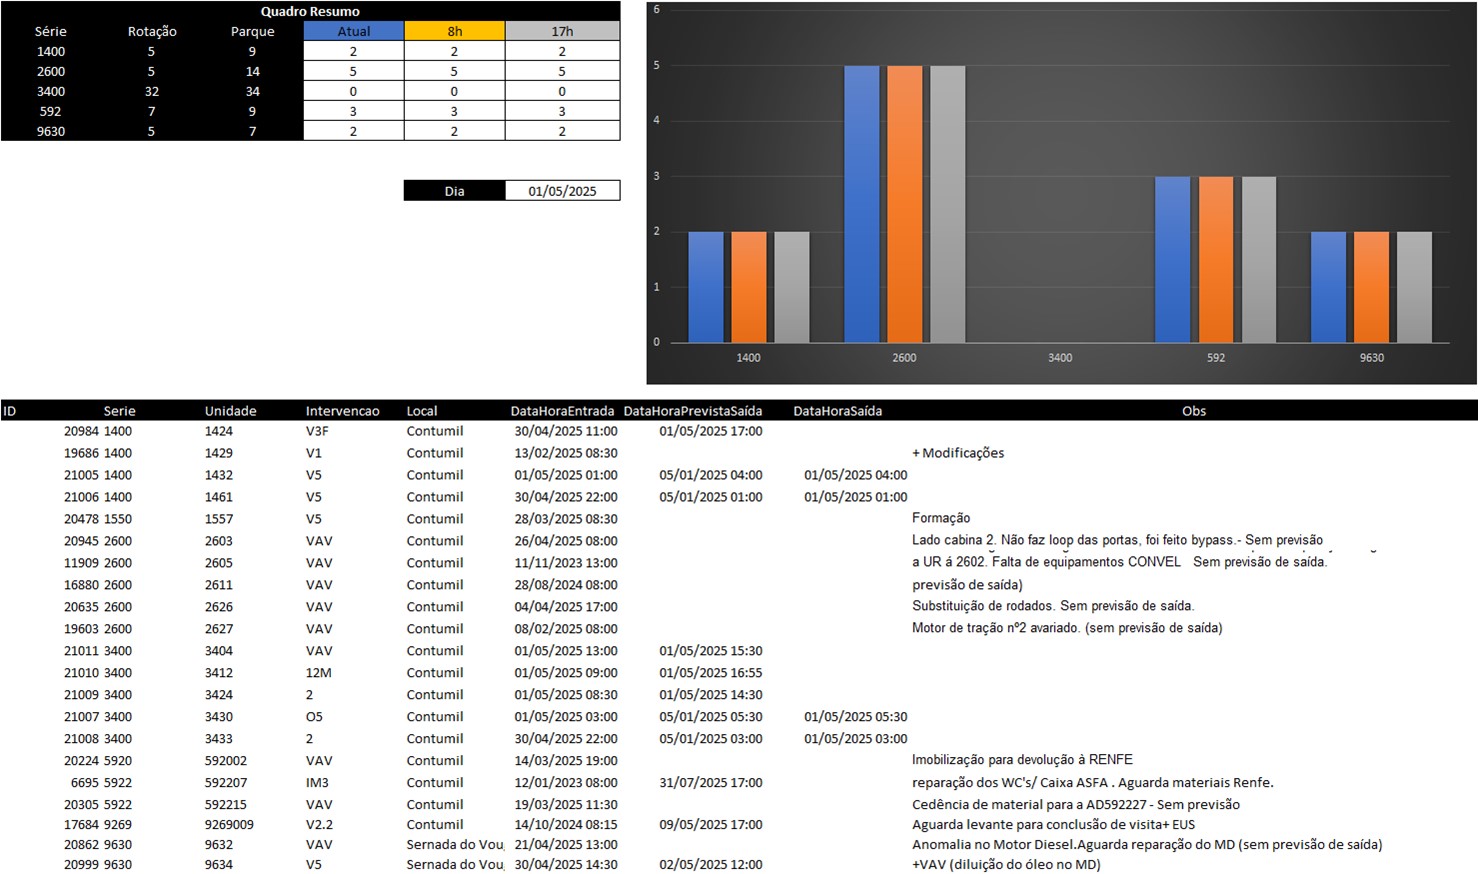 Quadro Resumo
Série Rotação Parque Atual 8h 17h
1400 5 9 2 2 2
2600 5 14 5 5 5
3400 32 34 0 0 0
592 7 9 3 3 3
9630 5 7 2 2 2
Dia 01/05/2025
6
5
4
3
2
1
0
1400 2600 3400 592 9630
ID Serie Unidade Intervencao Local DataHoraEntrada DataHoraPrevistaSaída DataHoraSaída Obs
20984 1400 1424 V3F Contumil 30/04/2025 11:00 01/05/2025 17:00
19686 1400 1429 V1 Contumil 13/02/2025 08:30 + Modificações
21005 1400 1432 V5 Contumil 01/05/2025 01:00 05/01/2025 04:00 01/05/2025 04:00
21006 1400 1461 V5 Contumil 30/04/2025 22:00 05/01/2025 01:00 01/05/2025 01:00
20478 1550 1557 V5 Contumil 28/03/2025 08:30 Formação
20945 2600 2603 VAV Contumil 26/04/2025 08:00 Lado cabina 2. Não faz loop das portas, foi feito bypass.- Sem previsão
11909 2600 2605 VAV Contumil 11/11/2023 13:00 a UR á 2602. Falta de equipamentos CONVEL Sem previsão de saída.
16880 2600 2611 VAV Contumil 28/08/2024 08:00 previsão de saída)
20635 2600 2626 VAV Contumil 04/04/2025 17:00 Substituição de rodados. Sem previsão de saída.
19603 2600 2627 VAV Contumil 08/02/2025 08:00 Motor de tração nº2 avariado. (sem previsão de saída)
21011 3400 3404 VAV Contumil 01/05/2025 13:00 01/05/2025 15:30
21010 3400 3412 12M Contumil 01/05/2025 09:00 01/05/2025 16:55
21009 3400 3424 2 Contumil 01/05/2025 08:30 01/05/2025 14:30
21007 3400 3430 O5 Contumil 01/05/2025 03:00 05/01/2025 05:30 01/05/2025 05:30
21008 3400 3433 2 Contumil 30/04/2025 22:00 05/01/2025 03:00 01/05/2025 03:00
20224 5920 592002 VAV Contumil 14/03/2025 19:00 Imobilização para devolução à RENFE
6695 5922 592207 IM3 Contumil 12/01/2023 08:00 31/07/2025 17:00 reparação dos WC's/ Caixa ASFA . Aguarda materiais Renfe.
20305 5922 592215 VAV Contumil 19/03/2025 11:30 Cedência de material para a AD592227 - Sem previsão
17684 9269 9269009 V2.2 Contumil 14/10/2024 08:15 09/05/2025 17:00 Aguarda levante para conclusão de visita+ EUS
20862 9630 9632 VAV Sernada do Vou 21/04/2025 13:00 Anomalia no Motor Diesel.Aguarda reparação do MD (sem previsão de saída)
20999 9630 9634 V5 Sernada do Vou 30/04/2025 14:30 02/05/2025 12:00 +VAV (diluição do óleo no MD)